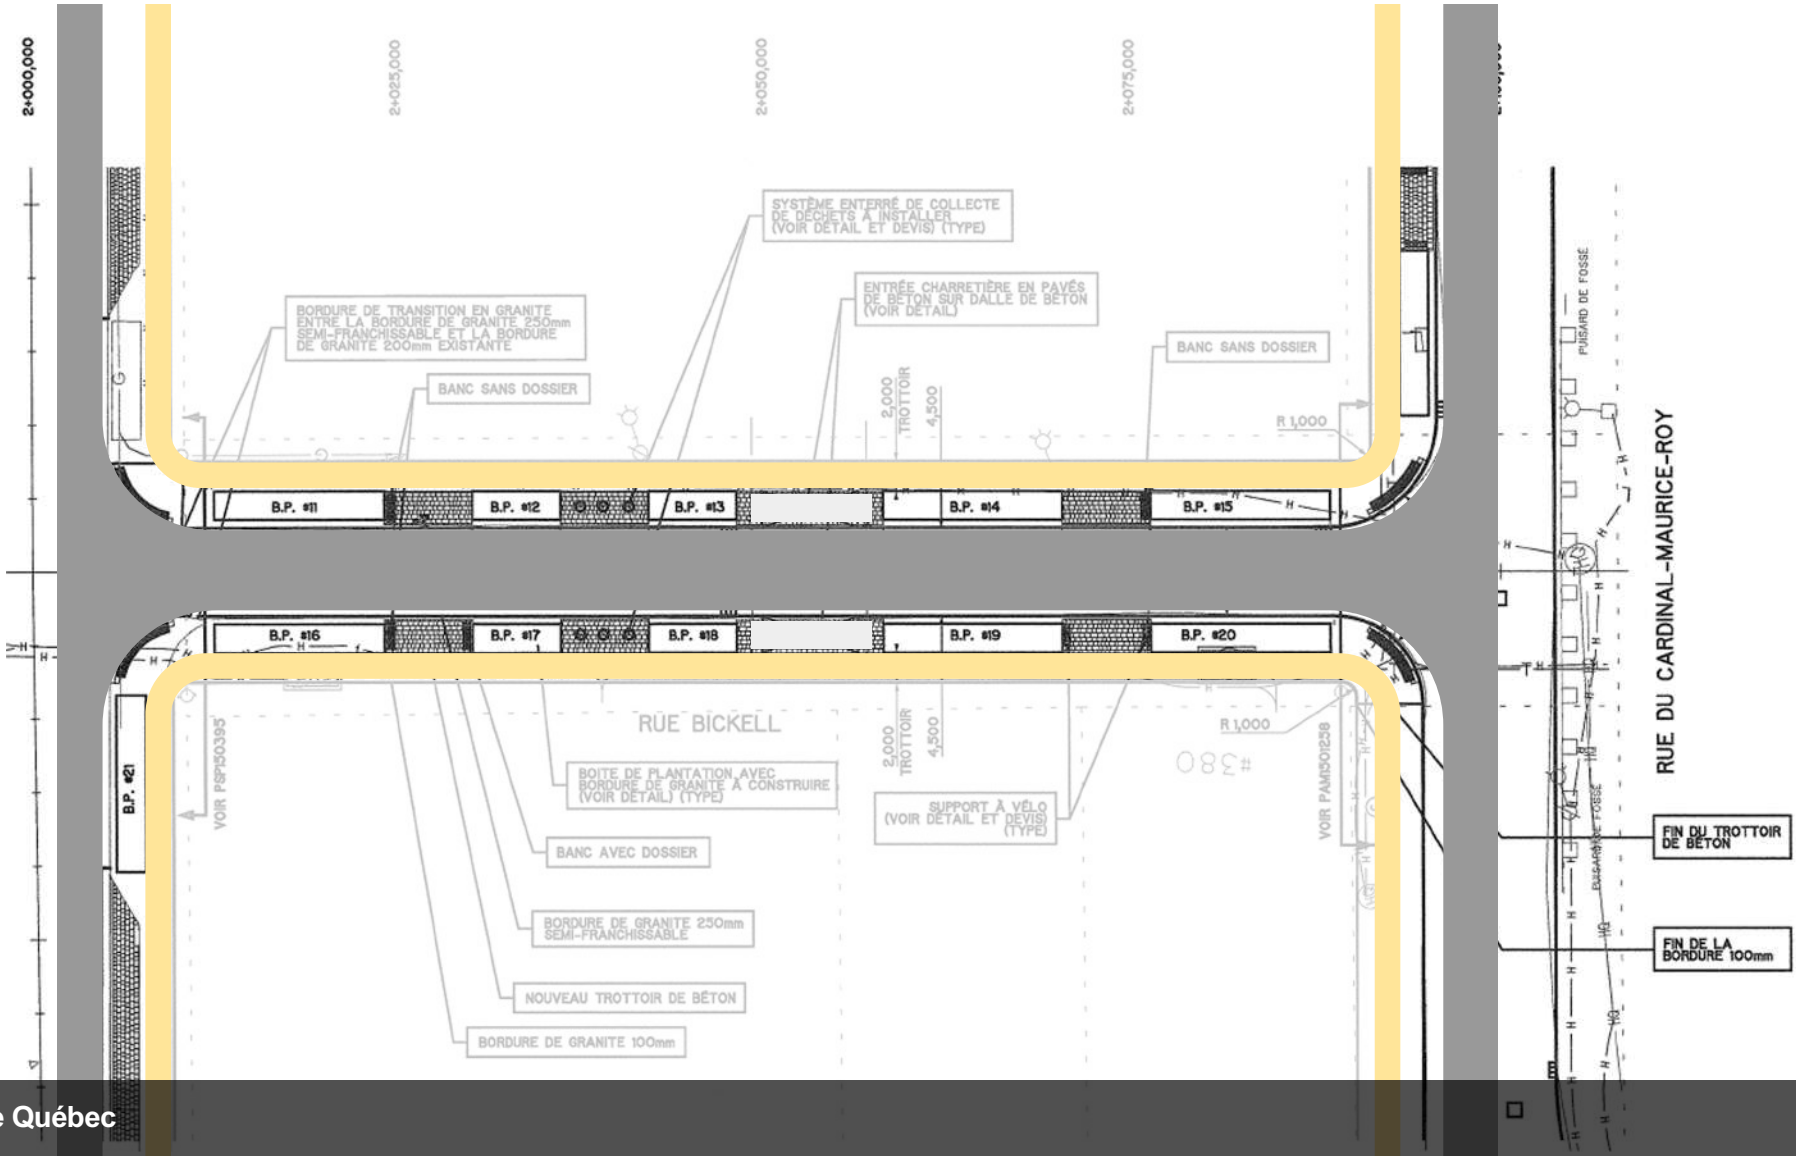 2+000,000
2+025,000
2+050,000
2+075,000
SYSTÈME ENTERRÉ DE COLLECTE
DE DÉCHETS À INSTALLER
(VOIR DÉTAIL ET DEVIS) (TYPE)
ENTRÉE CHARRETIÈRE EN PAVÉS
DE BÉTON SUR DALLE DE BÉTON
(VOIR DÉTAIL)
BORDURE DE TRANSITION EN GRANITE
ENTRE LA BORDURE DE GRANITE 250mm
SEMI-FRANCHISSABLE ET LA BORDURE
DE GRANITE 200mm EXISTANTE
BANC SANS DOSSIER
BANC SANS DOSSIER
2,000
TROTTOIR
4,500
R 1,000
PUISARD DE FOSSÉ
G
G
B.P. #11
B.P. #12
B.P. #13
B.P. #14
B.P. #15
H
H
H
RUE DU CARDINAL-MAURICE-ROY
B.P. #16
B.P. #17
B.P. #18
B.P. #19
B.P. #20
B.P. #21
RUE BICKELL
2,000
TROTTOIR
4,500
R 1,000
#380
VOIR PSP150395
VOIR PAM1501258
BOITE DE PLANTATION AVEC
BORDURE DE GRANITE À CONSTRUIRE
(VOIR DÉTAIL) (TYPE)
SUPPORT À VÉLO
(VOIR DÉTAIL ET DEVIS)
(TYPE)
BANC AVEC DOSSIER
BORDURE DE GRANITE 250mm
SEMI-FRANCHISSABLE
NOUVEAU TROTTOIR DE BÉTON
BORDURE DE GRANITE 100mm
PUISARD DE FOSSÉ
FIN DU TROTTOIR
DE BÉTON
FIN DE LA
BORDURE 100mm
HQ
HQ
Québec